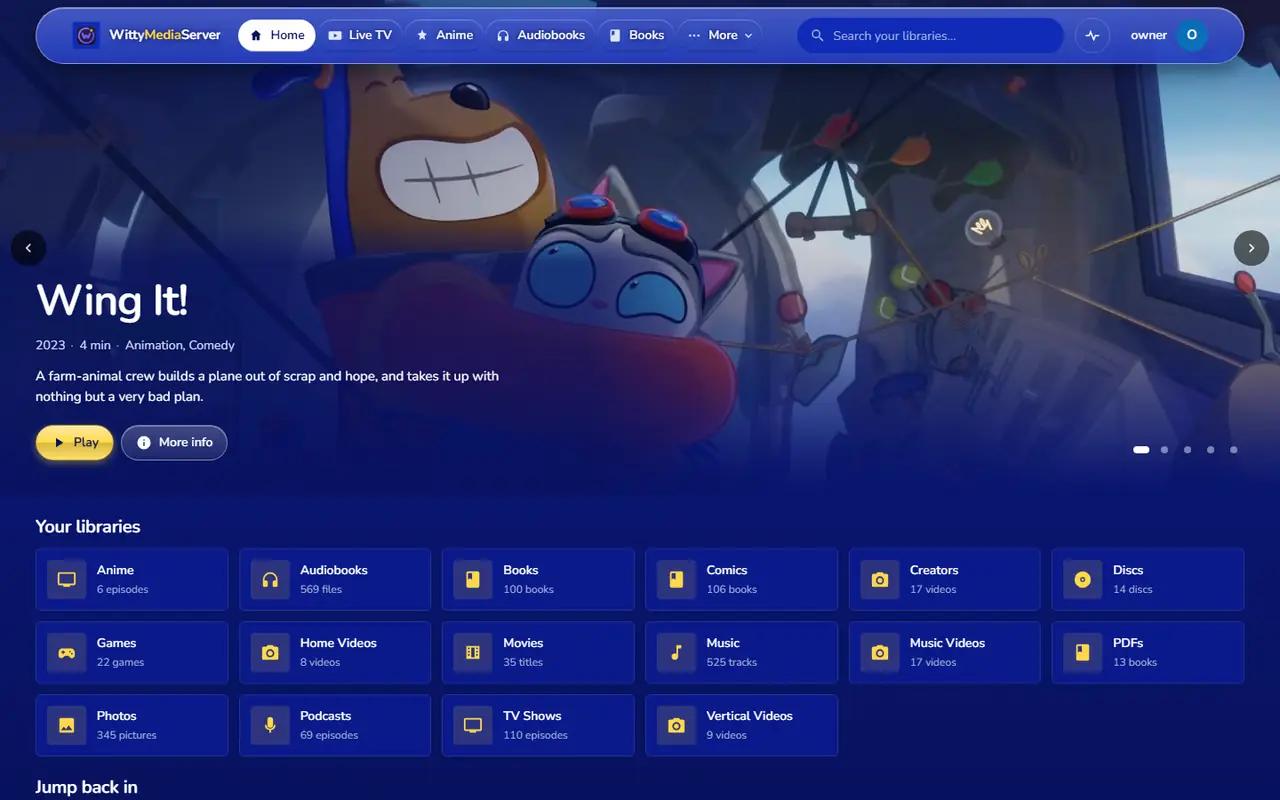 WittyMediaServer
Home
Live TV
Anime
Audiobooks
Books
More
Search your libraries...
owner
O
Wing It!
2023 · 4 min · Animation, Comedy
A farm-animal crew builds a plane out of scrap and hope, and takes it up with
nothing but a very bad plan.
Play
More info
Your libraries
Anime
6 episodes
Audiobooks
569 files
Books
100 books
Comics
106 books
Creators
17 videos
Discs
14 discs
Games
22 games
Home Videos
8 videos
Movies
35 titles
Music
525 tracks
Music Videos
17 videos
PDFs
13 books
Photos
345 pictures
Podcasts
69 episodes
TV Shows
110 episodes
Vertical Videos
9 videos
Jump back in